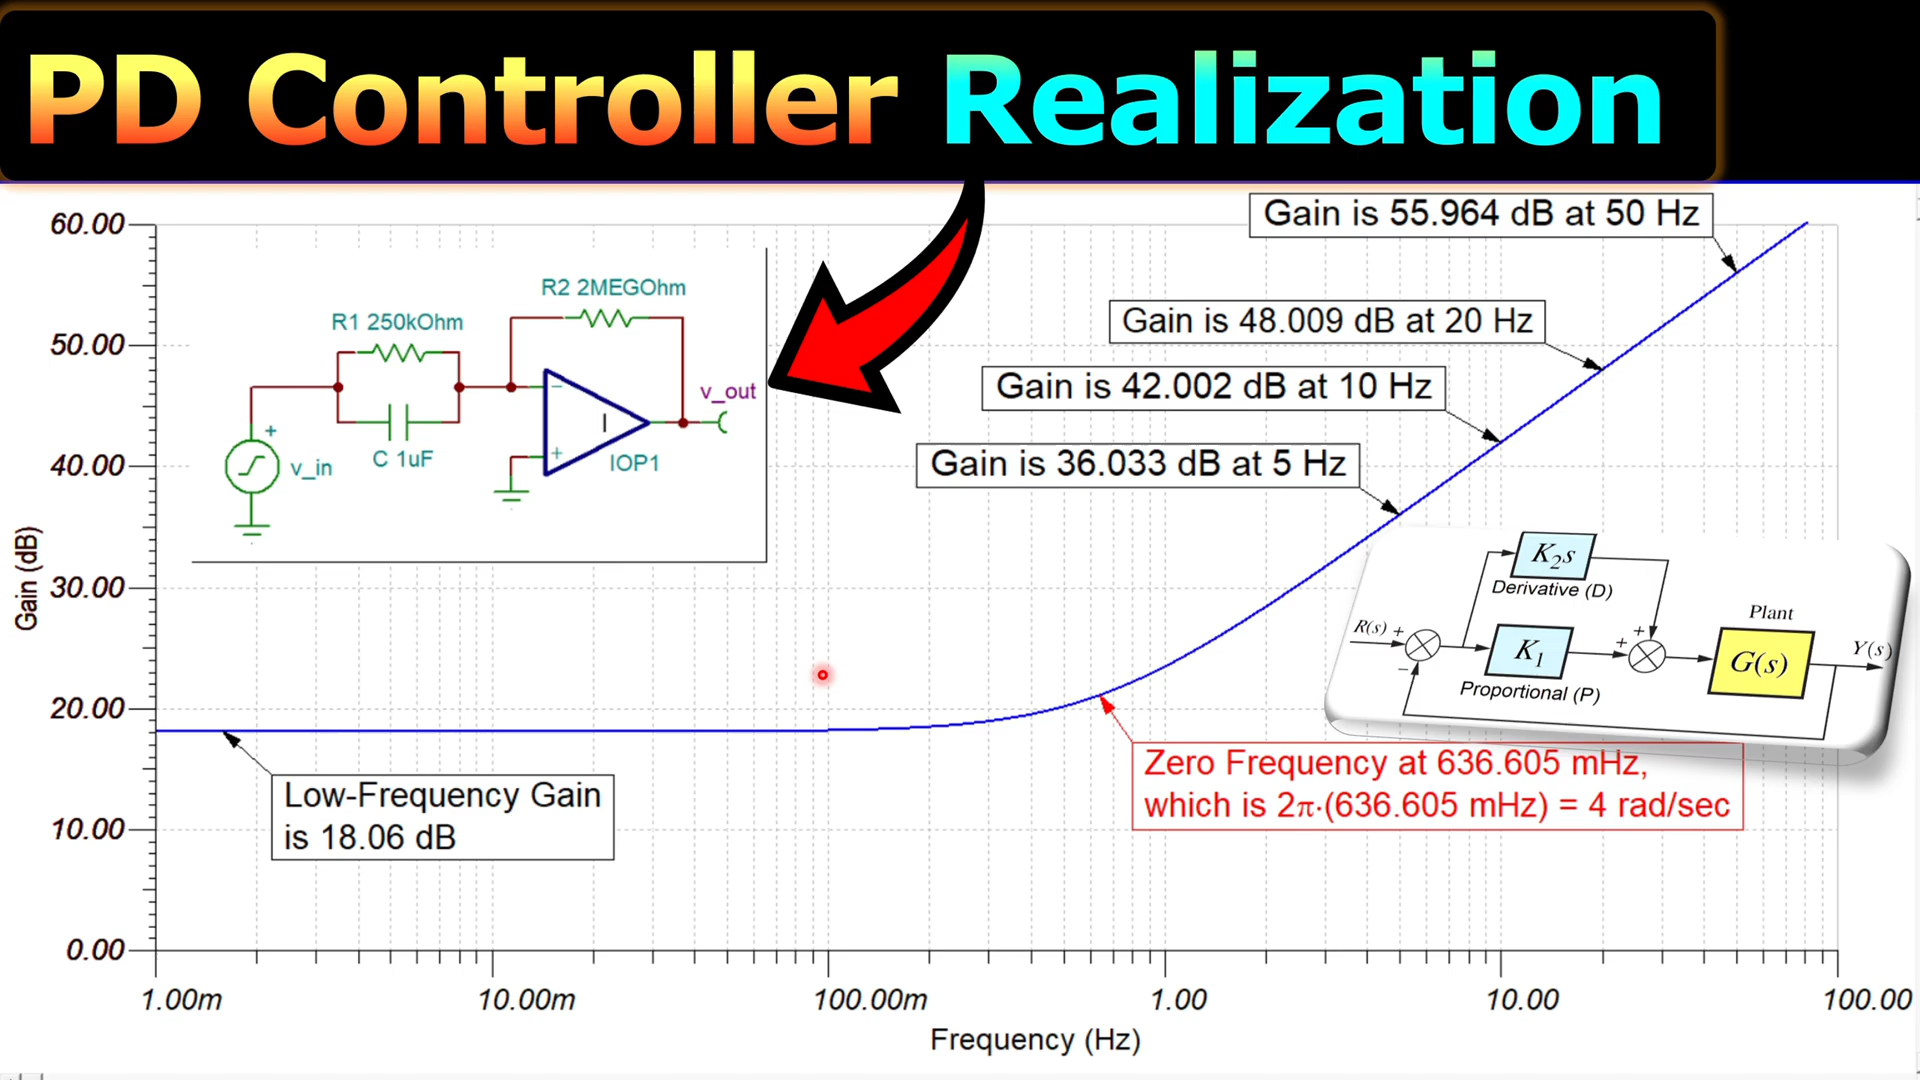 PD Controller Realization
Gain is 55.964 dB at 50 Hz
60.00
R2 2MEGOhm
R1 250kOhm
Gain is 48.009 dB at 20 Hz
50.00
Gain is 42.002 dB at 10 Hz
v_out
+
v_in
C 1uF
IOP1
Gain is 36.033 dB at 5 Hz
40.00
Gain (dB)
30.00
K2s
Derivative (D)
Plant
R(s)
K1
G(s)
Y(s)
Proportional (P)
20.00
Low-Frequency Gain
is 18.06 dB
Zero Frequency at 636.605 mHz,
which is 2π·(636.605 mHz) = 4 rad/sec
10.00
0.00
1.00m 10.00m 100.00m 1.00 10.00 100.00
Frequency (Hz)